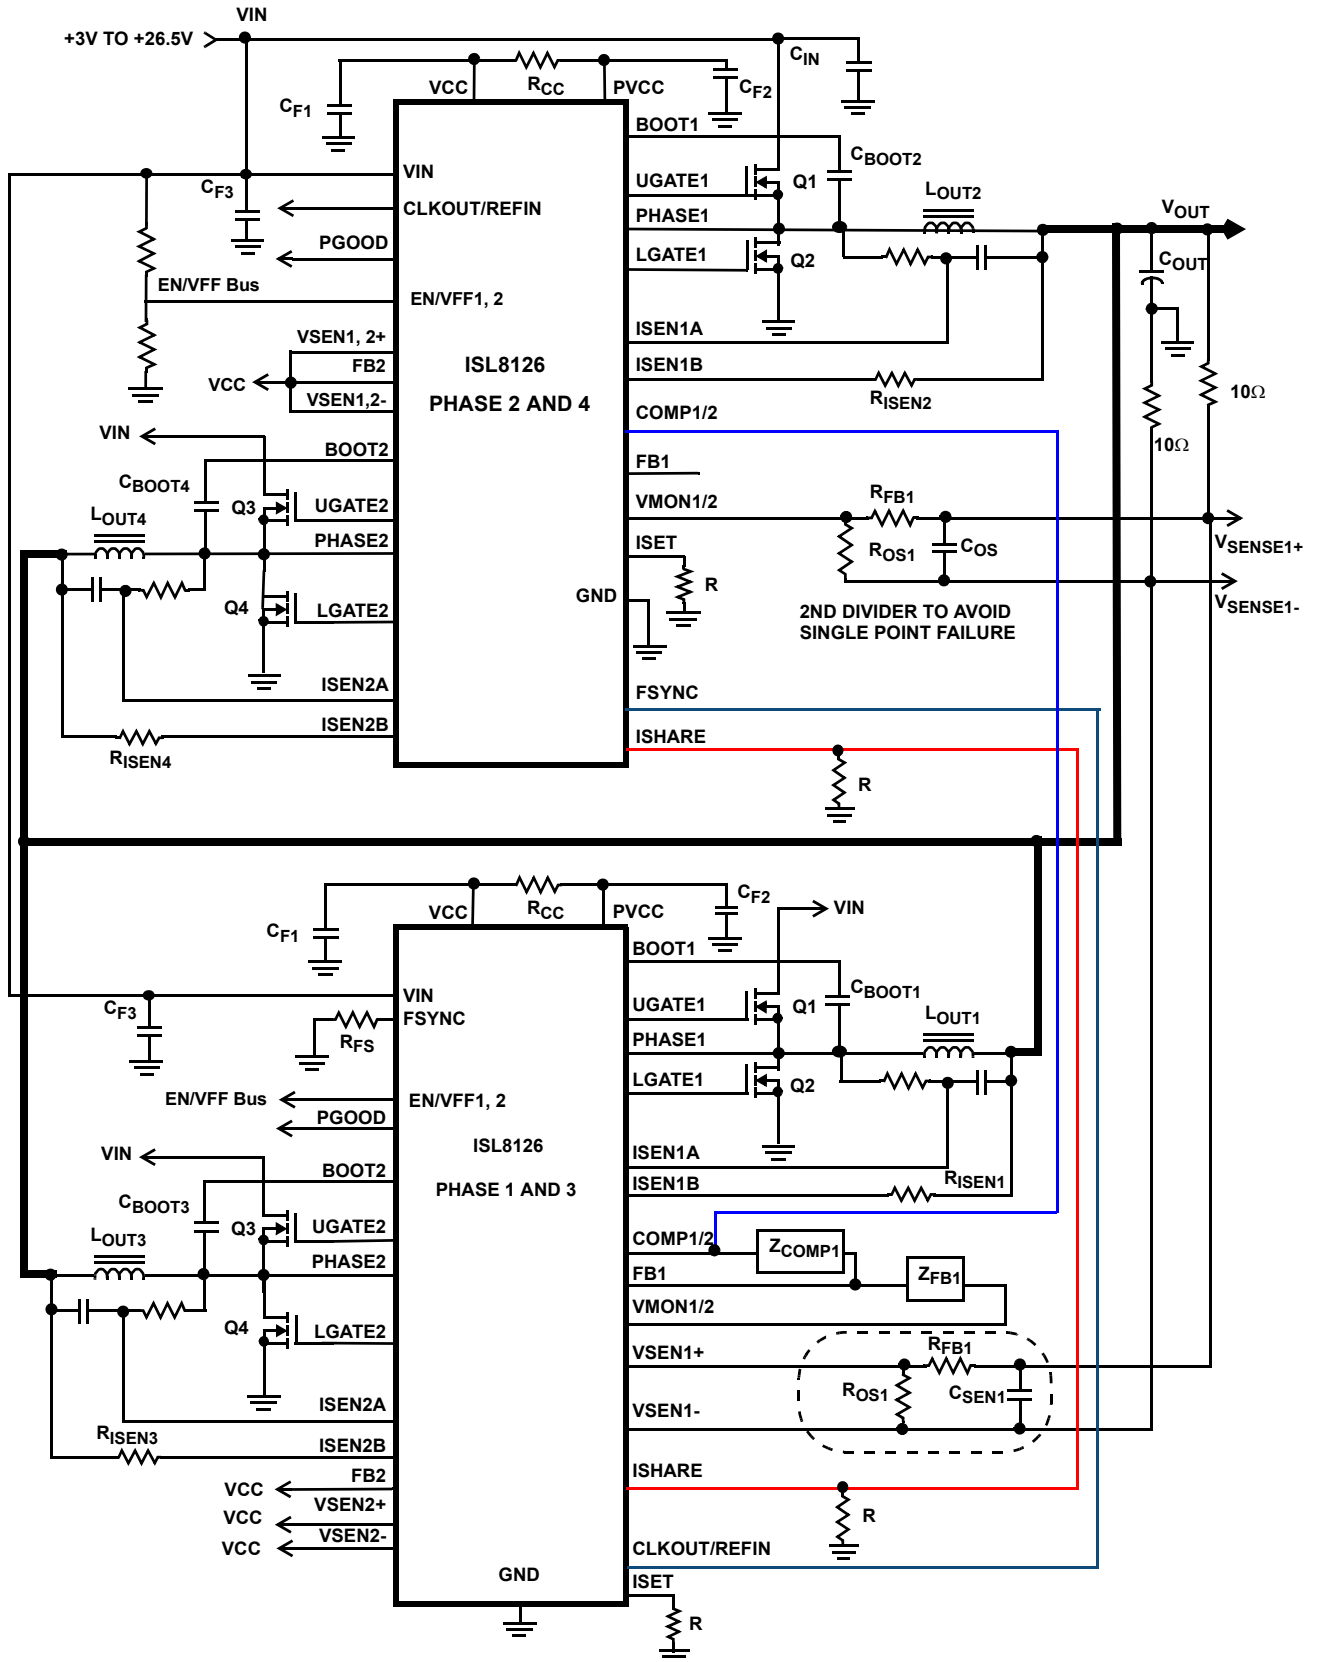 VIN
+3V TO +26.5V
CIN
VCC
RCC
PVCC
CF2
CF1
BOOT1
CBOOT2
VIN
CF3
UGATE1
Q1
LOUT2
CLKOUT/REFIN
PHASE1
VOUT
PGOOD
LGATE1
Q2
COUT
EN/VFF Bus
EN/VFF1, 2
VSEN1, 2+
ISEN1A
FB2
ISL8126
ISEN1B
VCC
VSEN1,2-
PHASE 2 AND 4
RISEN2
10Ω
COMP1/2
VIN
BOOT2
10Ω
FB1
CBOOT4
Q3
UGATE2
VMON1/2
RFB1
LOUT4
PHASE2
ISET
ROS1
COS
VSENSE1+
R
Q4
LGATE2
GND
VSENSE1-
2ND DIVIDER TO AVOID
SINGLE POINT FAILURE
ISEN2A
FSYNC
ISEN2B
ISHARE
RISEN4
R
CF2
VCC
RCC
PVCC
VIN
CF1
BOOT1
VIN
CBOOT1
CF3
FSYNC
UGATE1
Q1
LOUT1
RFS
PHASE1
LGATE1
Q2
EN/VFF Bus
EN/VFF1, 2
PGOOD
ISL8126
VIN
ISEN1A
BOOT2
ISEN1B
RISEN1
PHASE 1 AND 3
CBOOT3
Q3
UGATE2
COMP1/2
ZCOMP1
LOUT3
PHASE2
FB1
ZFB1
VMON1/2
Q4
LGATE2
VSEN1+
RFB1
ROS1
CSEN1
ISEN2A
VSEN1-
RISEN3
ISEN2B
FB2
ISHARE
VCC
VSEN2+
VCC
R
VSEN2-
VCC
CLKOUT/REFIN
GND
ISET
R